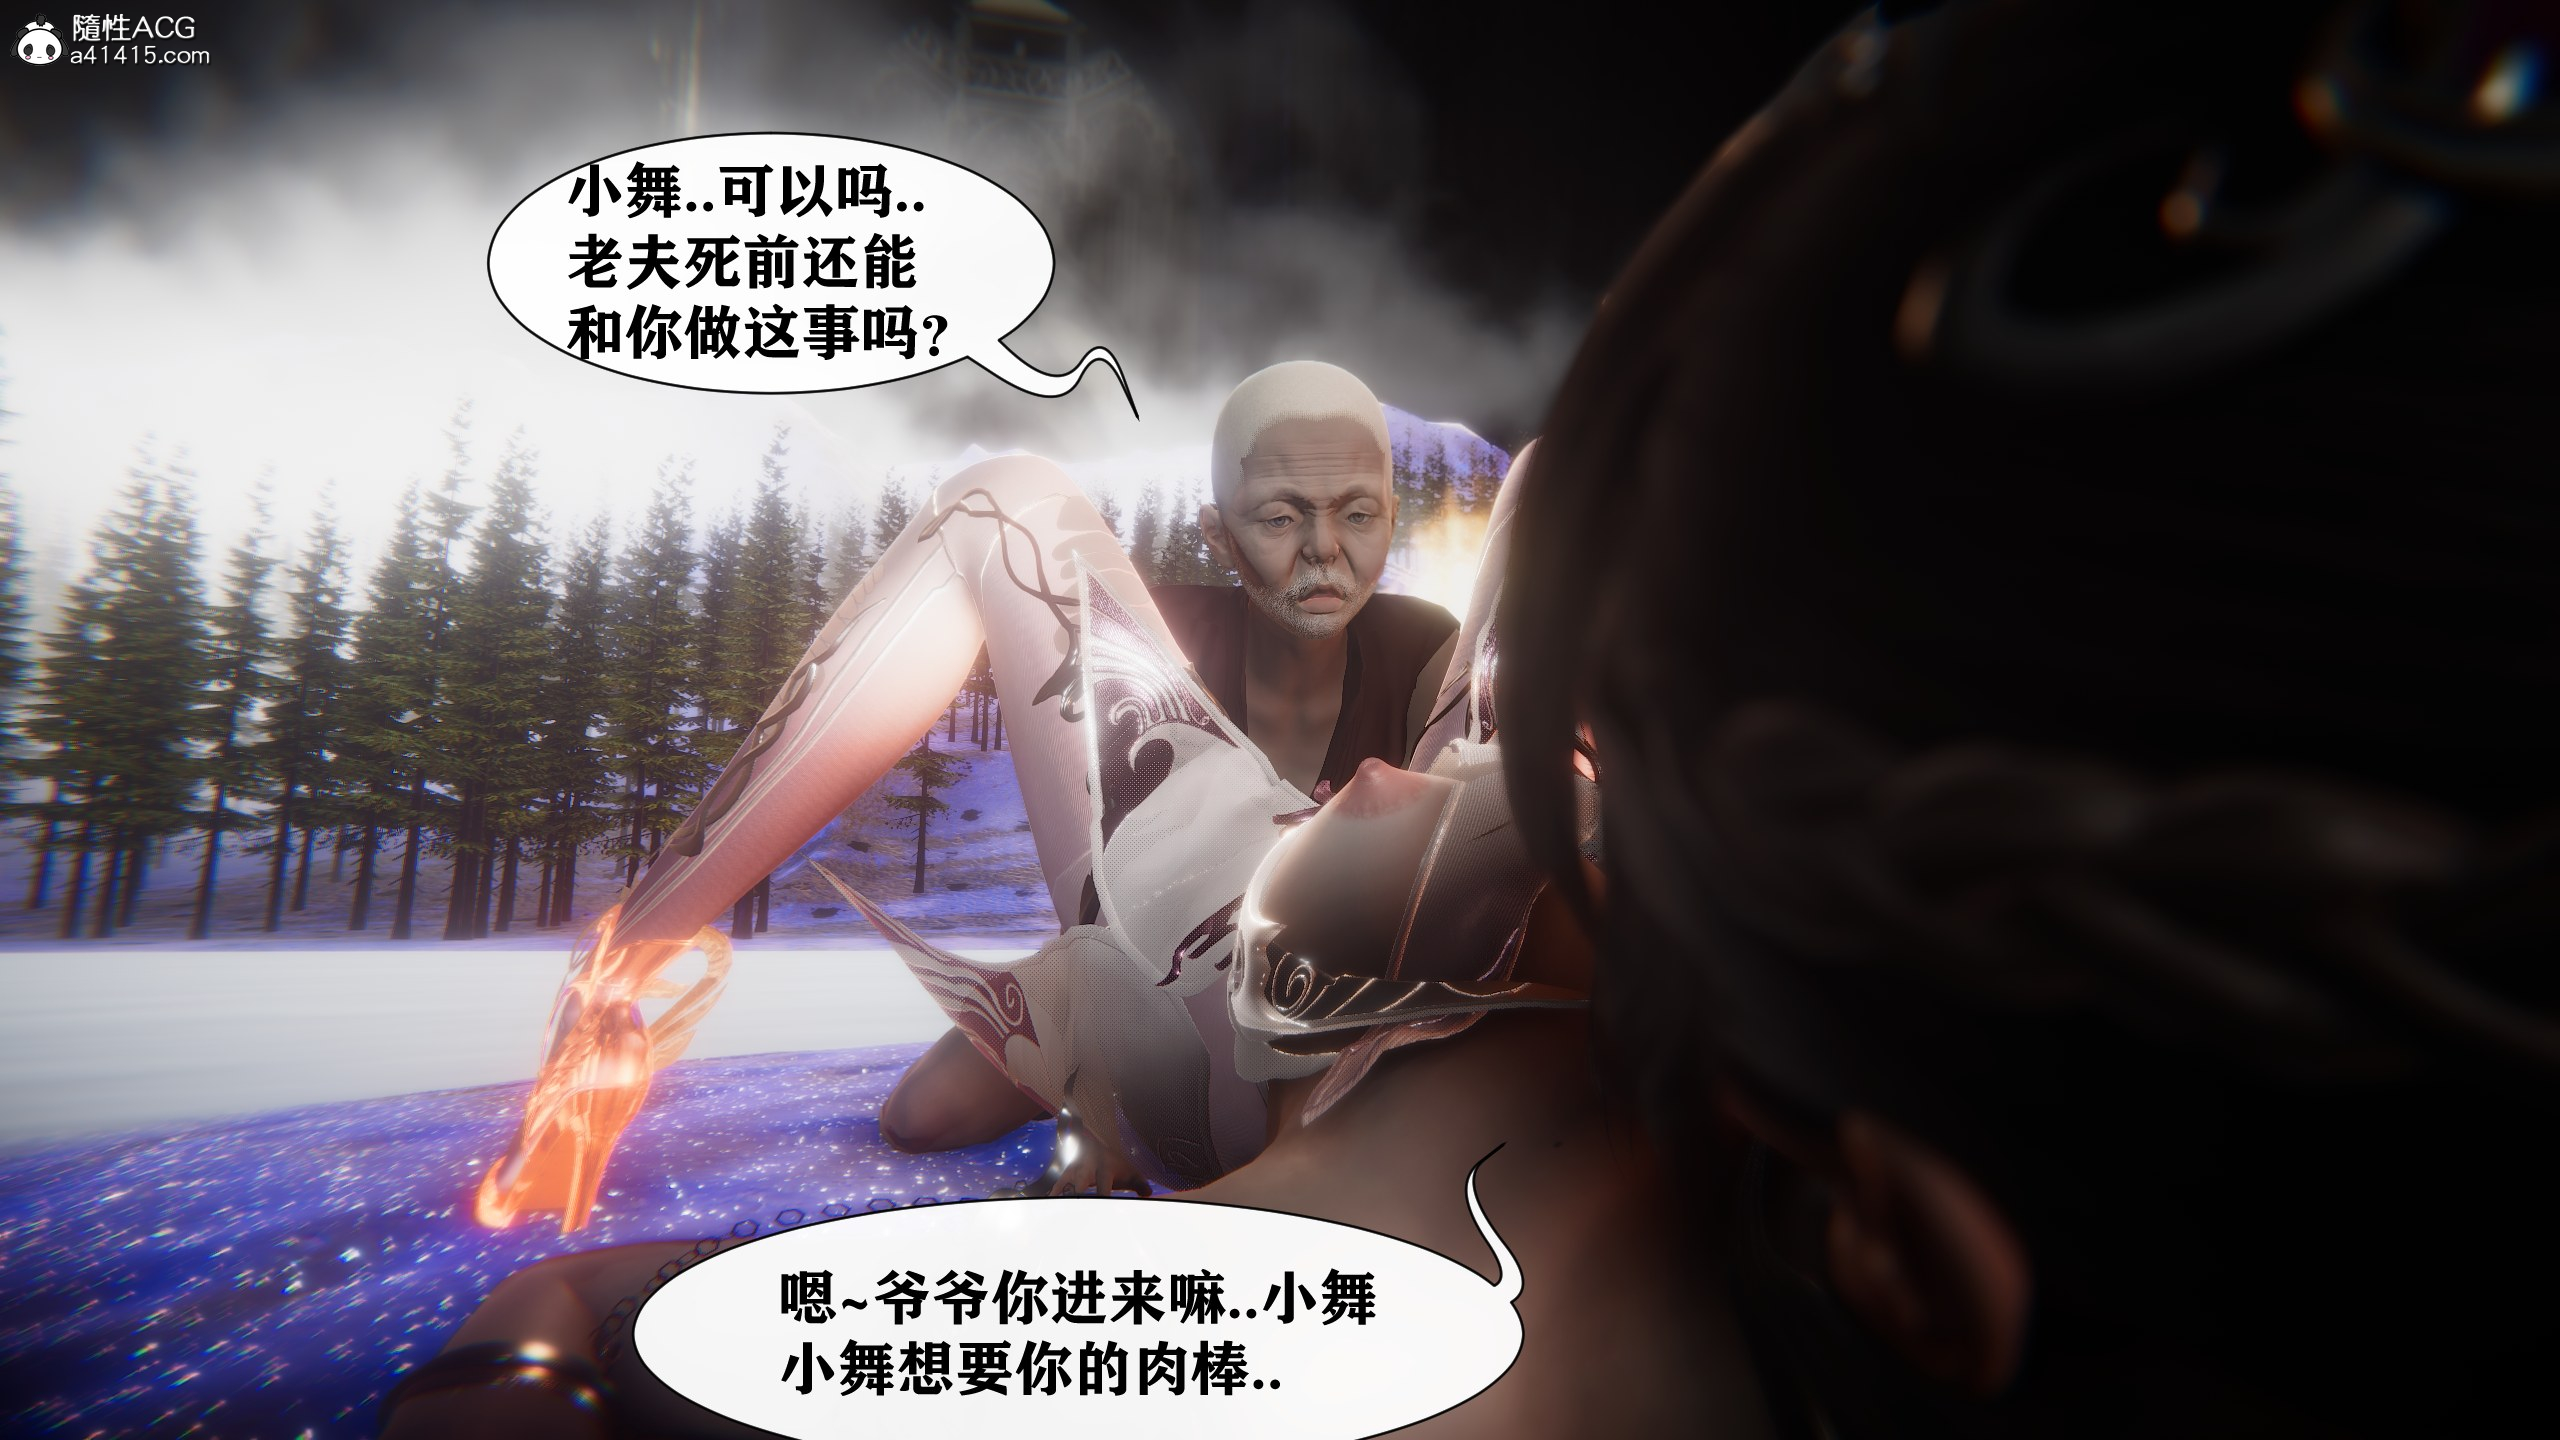 隨性ACG
a41415.com
小舞..可以吗..
老夫死前还能
和你做这事吗?
嗯~爷爷你进来嘛..小舞
小舞想要你的肉棒..